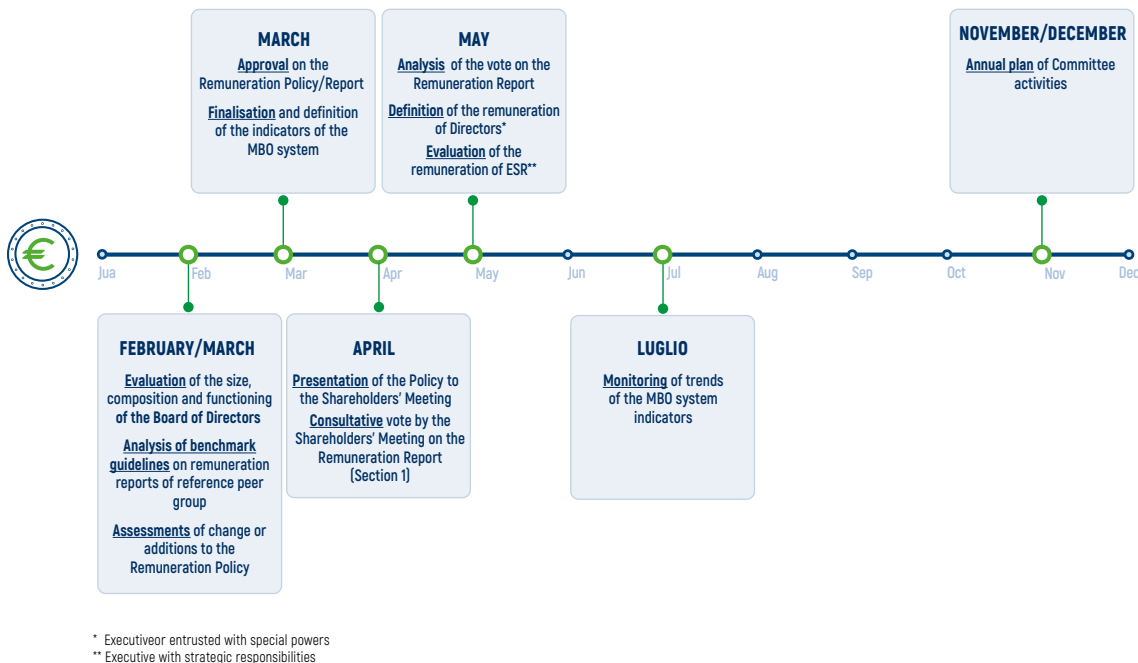 MARCH
Approval on the
Remuneration Policy/Report
Finalisation and definition
of the indicators of the
MBO system
MAY
Analysis of the vote on the
Remuneration Report
Definition of the remuneration
of Directors*
Evaluation of the
remuneration of ESR**
NOVEMBER/DECEMBER
Annual plan of Committee
activities
€
Jua
Feb
Mar
Apr
May
Jun
Jul
Aug
Sep
Oct
Nov
Dec
FEBRUARY/MARCH
Evaluation of the size,
composition and functioning
of the Board of Directors
Analysis of benchmark
guidelines on remuneration
reports of reference peer
group
Assessments of change or
additions to the
Remuneration Policy
APRIL
Presentation of the Policy to
the Shareholders' Meeting
Consultative vote by the
Shareholders' Meeting on the
Remuneration Report
(Section 1)
LUGLIO
Monitoring of trends
of the MBO system
indicators
* Executiveor entrusted with special powers
** Executive with strategic responsibilities